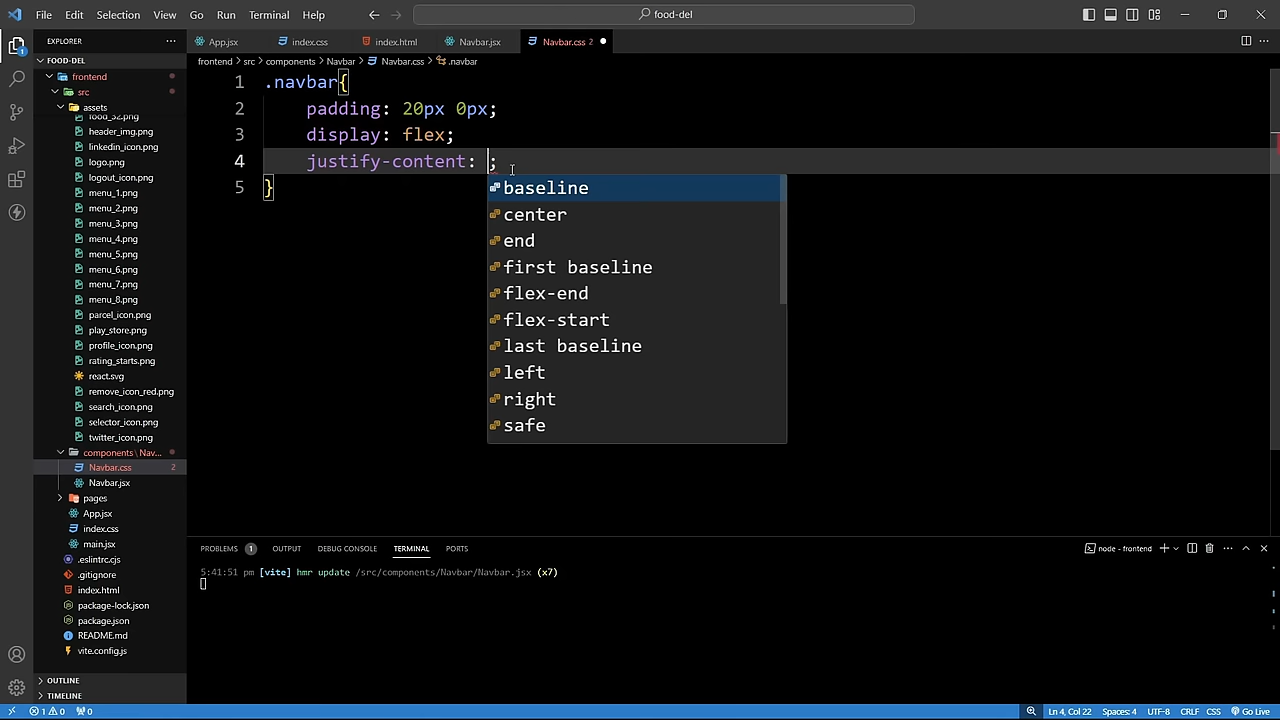 File Edit Selection View Go Run Terminal Help
food-del
EXPLORER
App.jsx index.css index.html Navbar.jsx Navbar.css 2
FOOD-DEL
frontend > src > components > Navbar > Navbar.css > .navbar
frontend
src
assets
food_32.png
header_img.png
linkedin_icon.png
logo.png
logout_icon.png
menu_1.png
menu_2.png
menu_3.png
menu_4.png
menu_5.png
menu_6.png
menu_7.png
menu_8.png
parcel_icon.png
play_store.png
profile_icon.png
rating_starts.png
react.svg
remove_icon_red.png
search_icon.png
selector_icon.png
twitter_icon.png
components \ Nav...
Navbar.css 2
Navbar.jsx
pages
App.jsx
index.css
main.jsx
.eslintrc.cjs
.gitignore
index.html
package-lock.json
package.json
README.md
vite.config.js
OUTLINE
TIMELINE
1 .navbar{
2 padding: 20px 0px;
3 display: flex;
4 justify-content: ;
5 }
baseline
center
end
first baseline
flex-end
flex-start
last baseline
left
right
safe
PROBLEMS 1 OUTPUT DEBUG CONSOLE TERMINAL PORTS
node - frontend
5:41:51 pm [vite] hmr update /src/components/Navbar/Navbar.jsx (x7)
1 0 0
Ln 4, Col 22 Spaces: 4 UTF-8 CRLF CSS Go Live